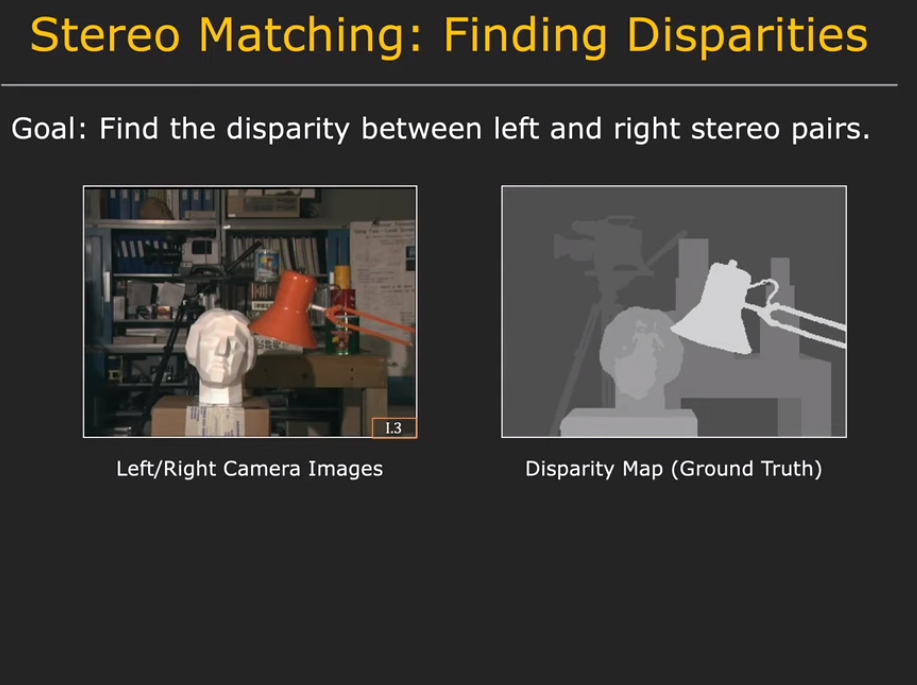 Stereo Matching: Finding Disparities
Goal: Find the disparity between left and right stereo pairs.
I.3
Left/Right Camera Images
Disparity Map (Ground Truth)